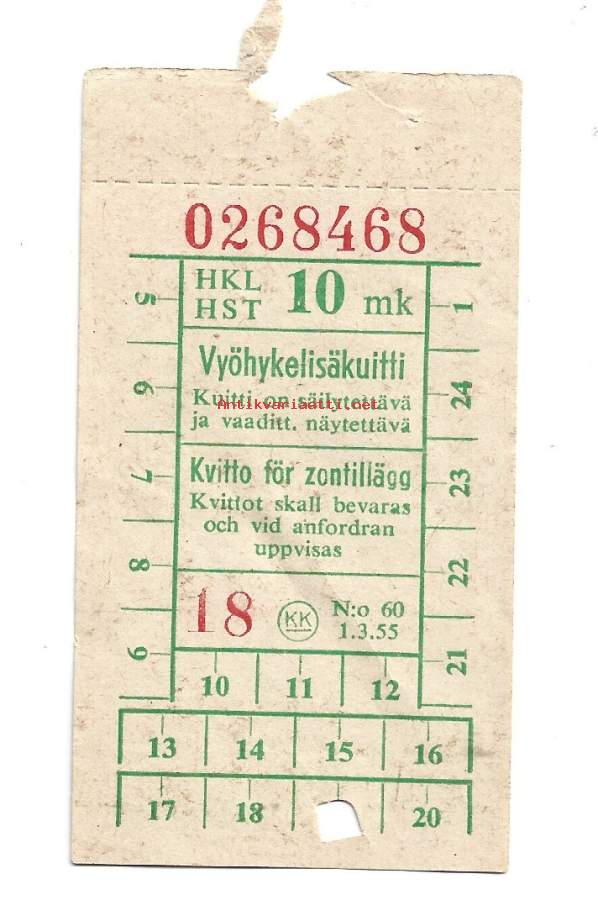 0268468
HKL
HST 10 mk
Vyöhykelisäkuitti
Kuitti on säilytettävä
Antikvariaatti.net
ja vaaditt. näytettävä
Kvitto för zontillägg
Kvittot skall bevaras
och vid anfordran
uppvisas
18 KK N:o 60
1.3.55
5 1
6 24
7 23
8 22
9 21
10 11 12
13 14 15 16
17 18 20